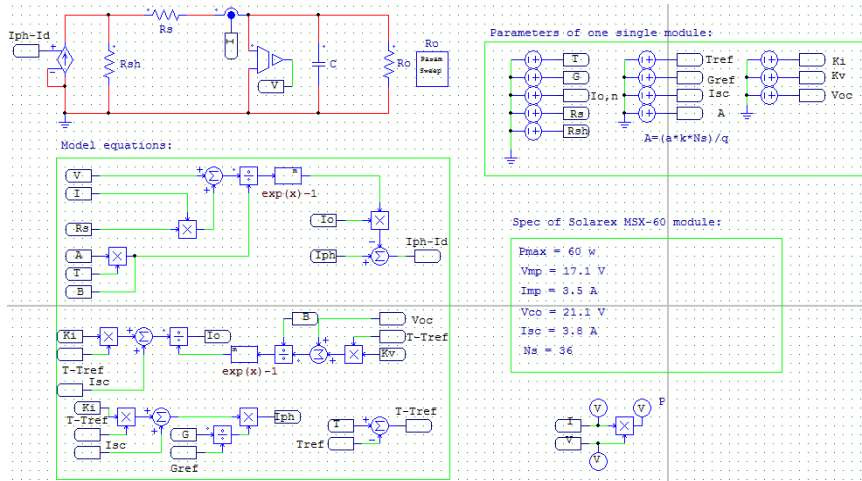 Rs
Iph-Id
Rsh
I
V
C
Ro
Ro
Param
Sweep
Parameters of one single module:
T
G
Io,n
Rs
Rsh
Tref
Gref
Isc
A
Ki
Kv
Voc
A=(a*k*Ns)/q
Model equations:
V
I
Rs
A
T
B
exp(x)-1
Io
Iph
Iph-Id
Spec of Solarex MSX-60 module:
Pmax = 60 w
Vmp = 17.1 V
Imp = 3.5 A
Vco = 21.1 V
Isc = 3.8 A
Ns = 36
Ki
T-Tref
Isc
Io
exp(x)-1
B
Voc
T-Tref
Kv
Ki
T-Tref
Isc
G
Gref
Iph
T
Tref
T-Tref
I
V
V
V
P
V